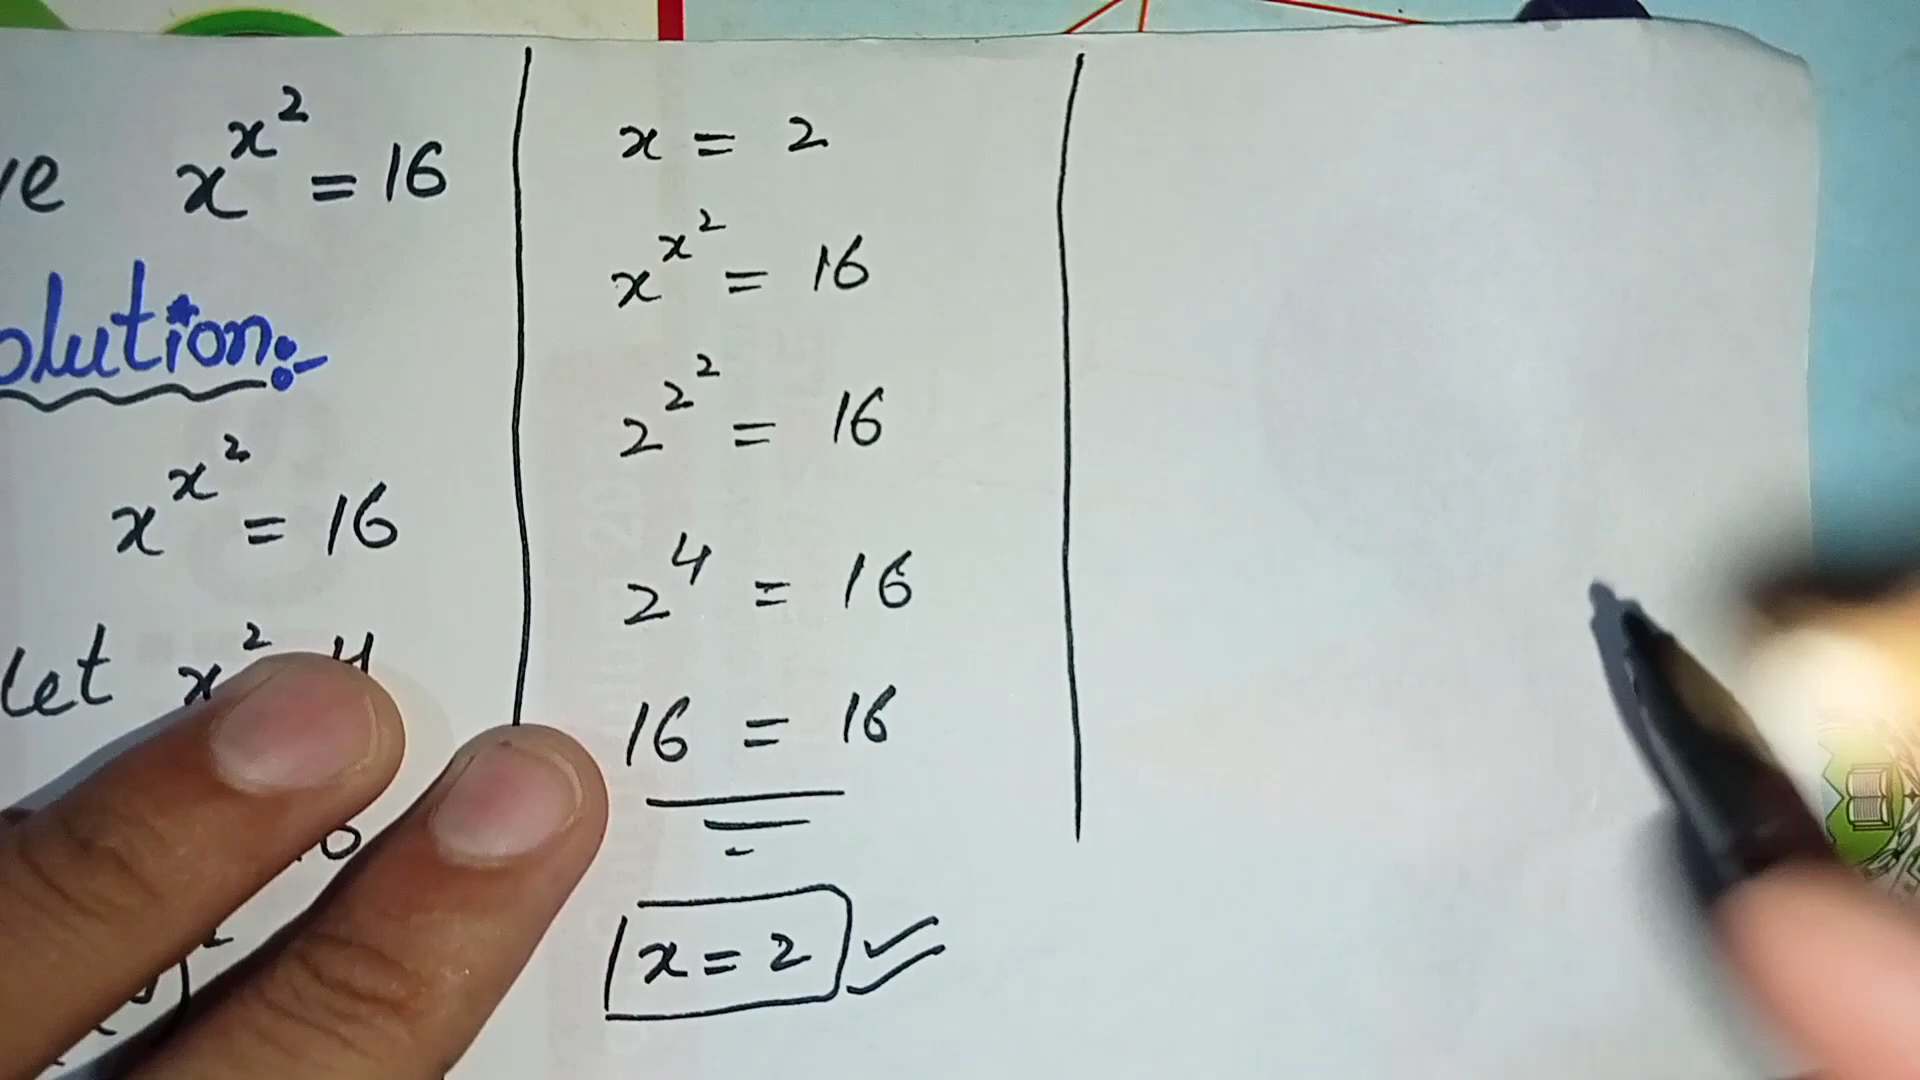 x^x^2 = 16
olution:-
x^x^2 = 16
Let x^2
x = 2
x^x^2 = 16
2^2^2 = 16
2^4 = 16
16 = 16
x = 2